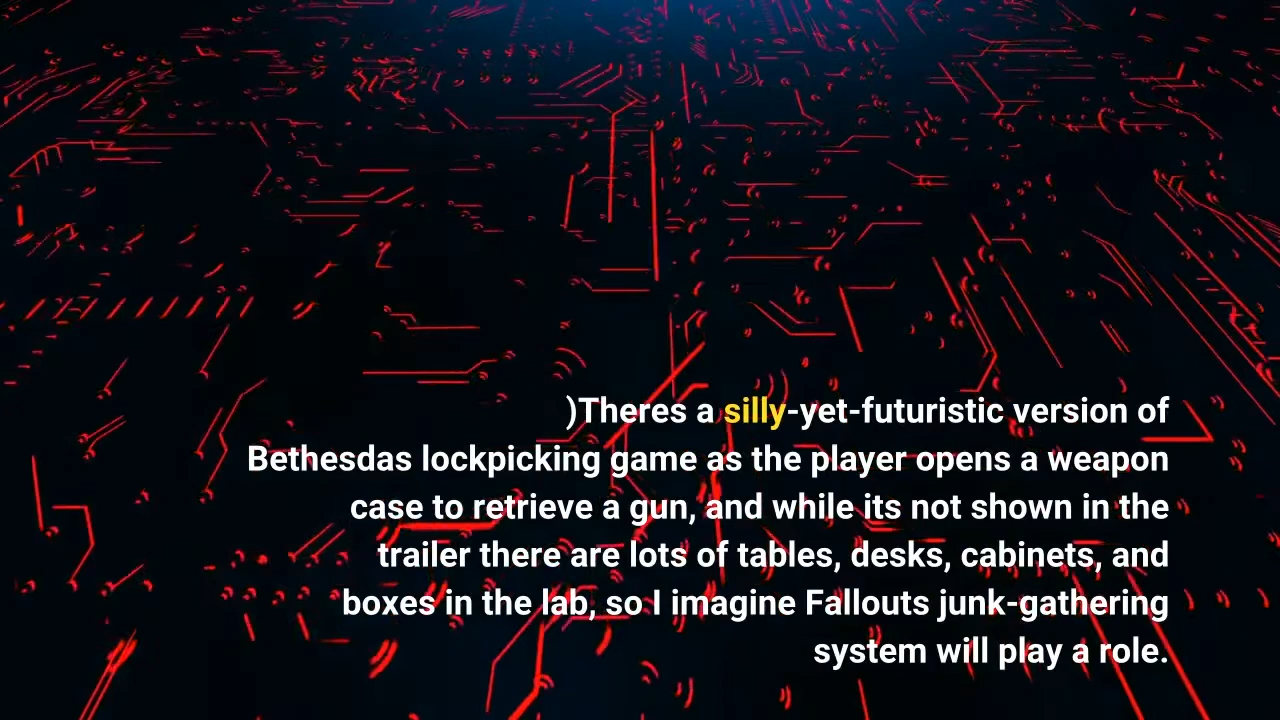 )Theres a silly-yet-futuristic version of
Bethesdas lockpicking game as the player opens a weapon
case to retrieve a gun, and while its not shown in the
trailer there are lots of tables, desks, cabinets, and
boxes in the lab, so I imagine Fallouts junk-gathering
system will play a role.